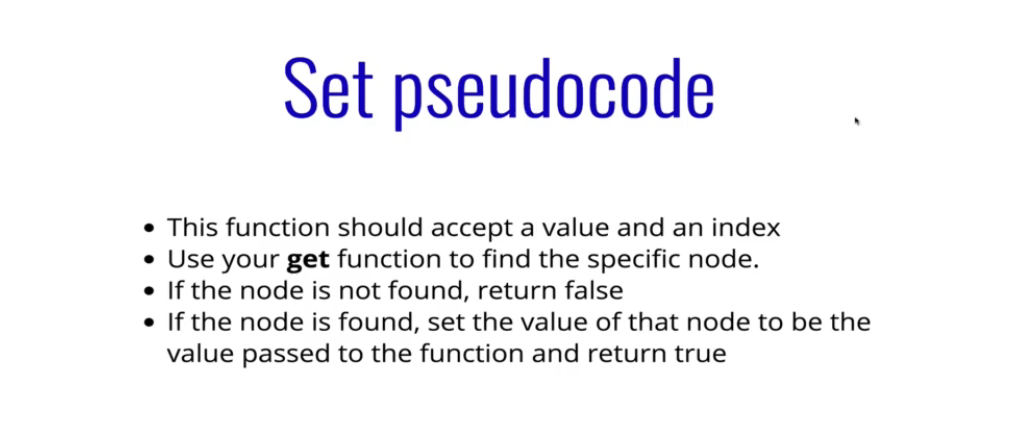 Set pseudocode
• This function should accept a value and an index
• Use your get function to find the specific node.
• If the node is not found, return false
• If the node is found, set the value of that node to be the
value passed to the function and return true